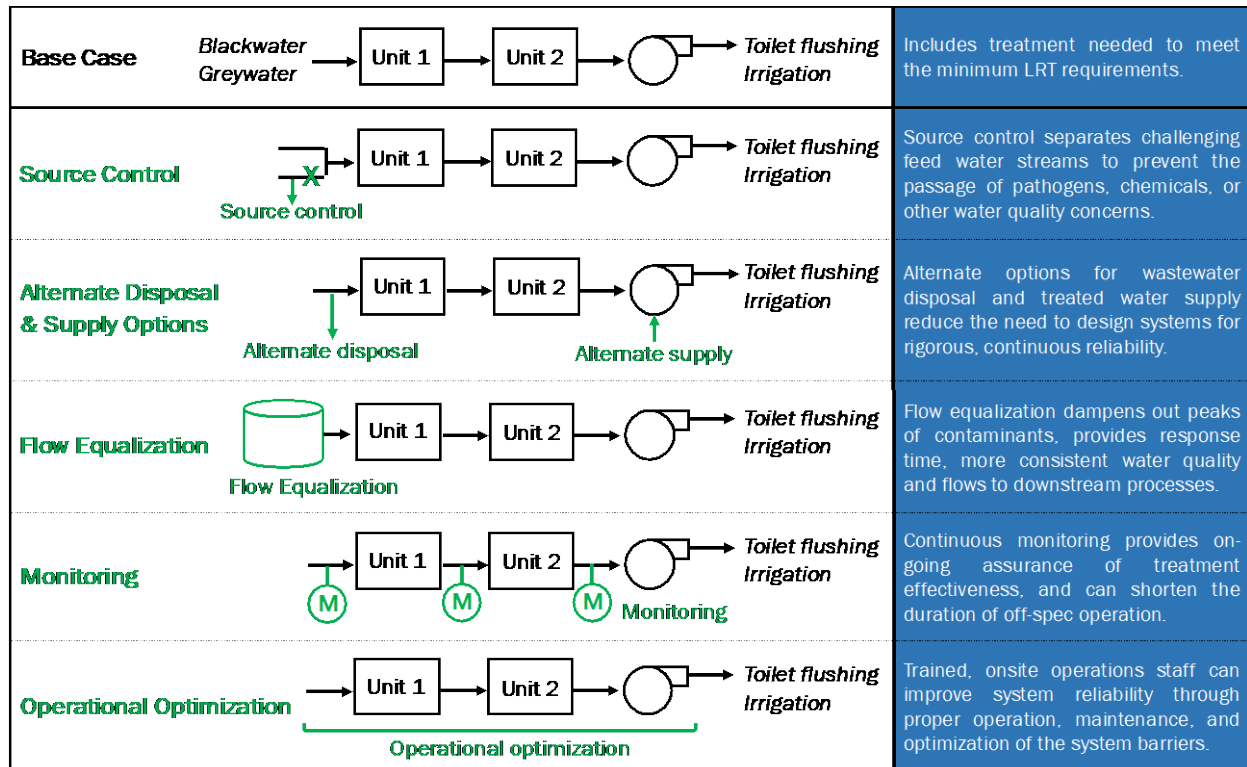 Base Case
Blackwater
Greywater
Unit 1
Unit 2
Toilet flushing
Irrigation
Includes treatment needed to meet
the minimum LRT requirements.
Source Control
X
Source control
Unit 1
Unit 2
Toilet flushing
Irrigation
Source control separates challenging
feed water streams to prevent the
passage of pathogens, chemicals, or
other water quality concerns.
Alternate Disposal
& Supply Options
Alternate disposal
Unit 1
Unit 2
Alternate supply
Toilet flushing
Irrigation
Alternate options for wastewater
disposal and treated water supply
reduce the need to design systems for
rigorous, continuous reliability.
Flow Equalization
Flow Equalization
Unit 1
Unit 2
Toilet flushing
Irrigation
Flow equalization dampens out peaks
of contaminants, provides response
time, more consistent water quality
and flows to downstream processes.
Monitoring
M
Unit 1
M
Unit 2
M
Monitoring
Toilet flushing
Irrigation
Continuous monitoring provides on-
going assurance of treatment
effectiveness, and can shorten the
duration of off-spec operation.
Operational Optimization
Unit 1
Unit 2
Operational optimization
Toilet flushing
Irrigation
Trained, onsite operations staff can
improve system reliability through
proper operation, maintenance, and
optimization of the system barriers.